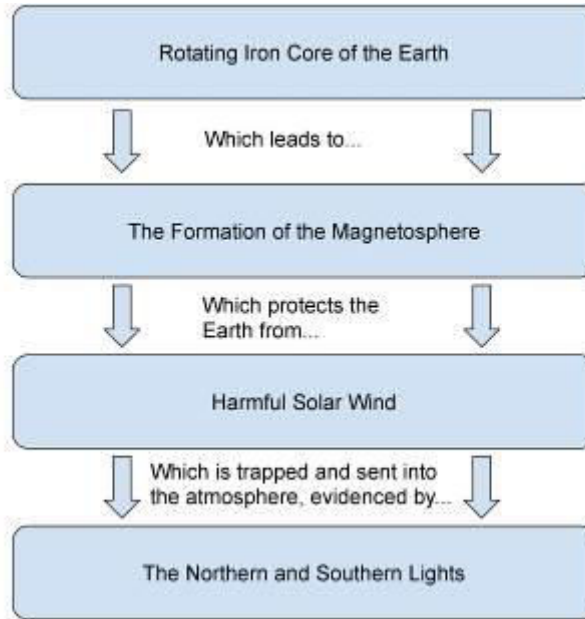 Rotating Iron Core of the Earth
Which leads to...
The Formation of the Magnetosphere
Which protects the
Earth from...
Harmful Solar Wind
Which is trapped and sent into
the atmosphere, evidenced by...
The Northern and Southern Lights